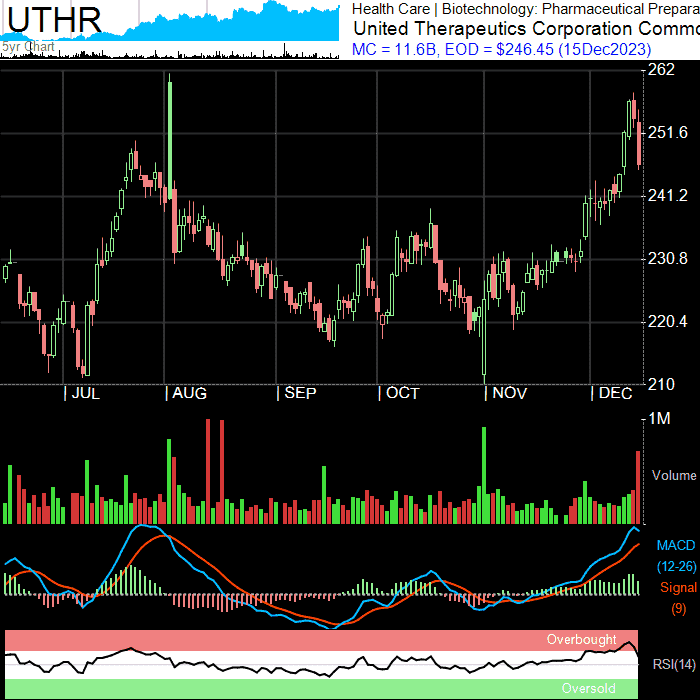 UTHR
5yr Chart
Health Care | Biotechnology: Pharmaceutical Prepara
United Therapeutics Corporation Commo
MC = 11.6B, EOD = $246.45 (15Dec2023)
262
251.6
241.2
230.8
220.4
210
| JUL | AUG | SEP | OCT | NOV | DEC
1M
Volume
MACD
(12-26)
Signal
(9)
Overbought
RSI(14)
Oversold